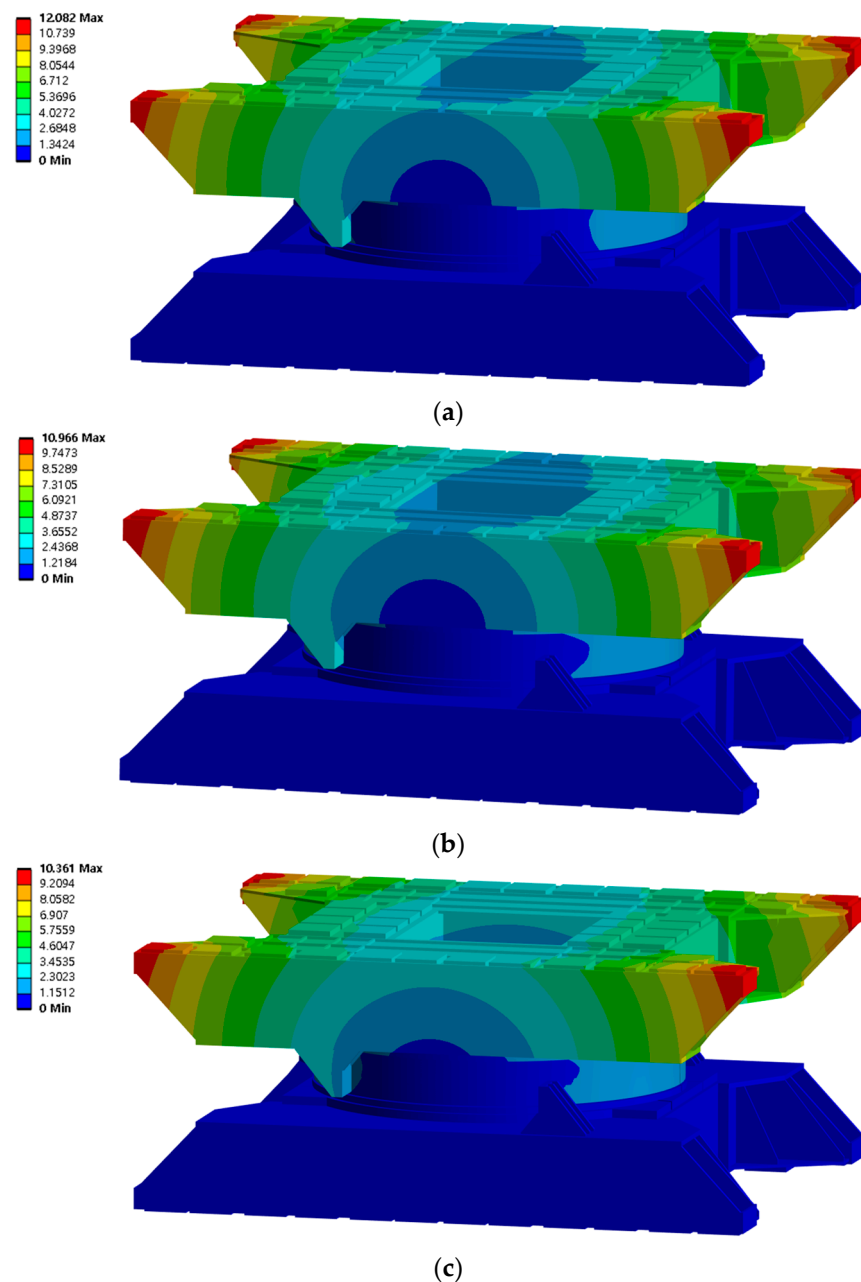 12.082 Max
10.739
9.3968
8.0544
6.712
5.3696
4.0272
2.6848
1.3424
0 Min
(a)
10.966 Max
9.7473
8.5289
7.3105
6.0921
4.8737
3.6552
2.4368
1.2184
0 Min
(b)
10.361 Max
9.2094
8.0582
6.907
5.7559
4.6047
3.4535
2.3023
1.1512
0 Min
(c)